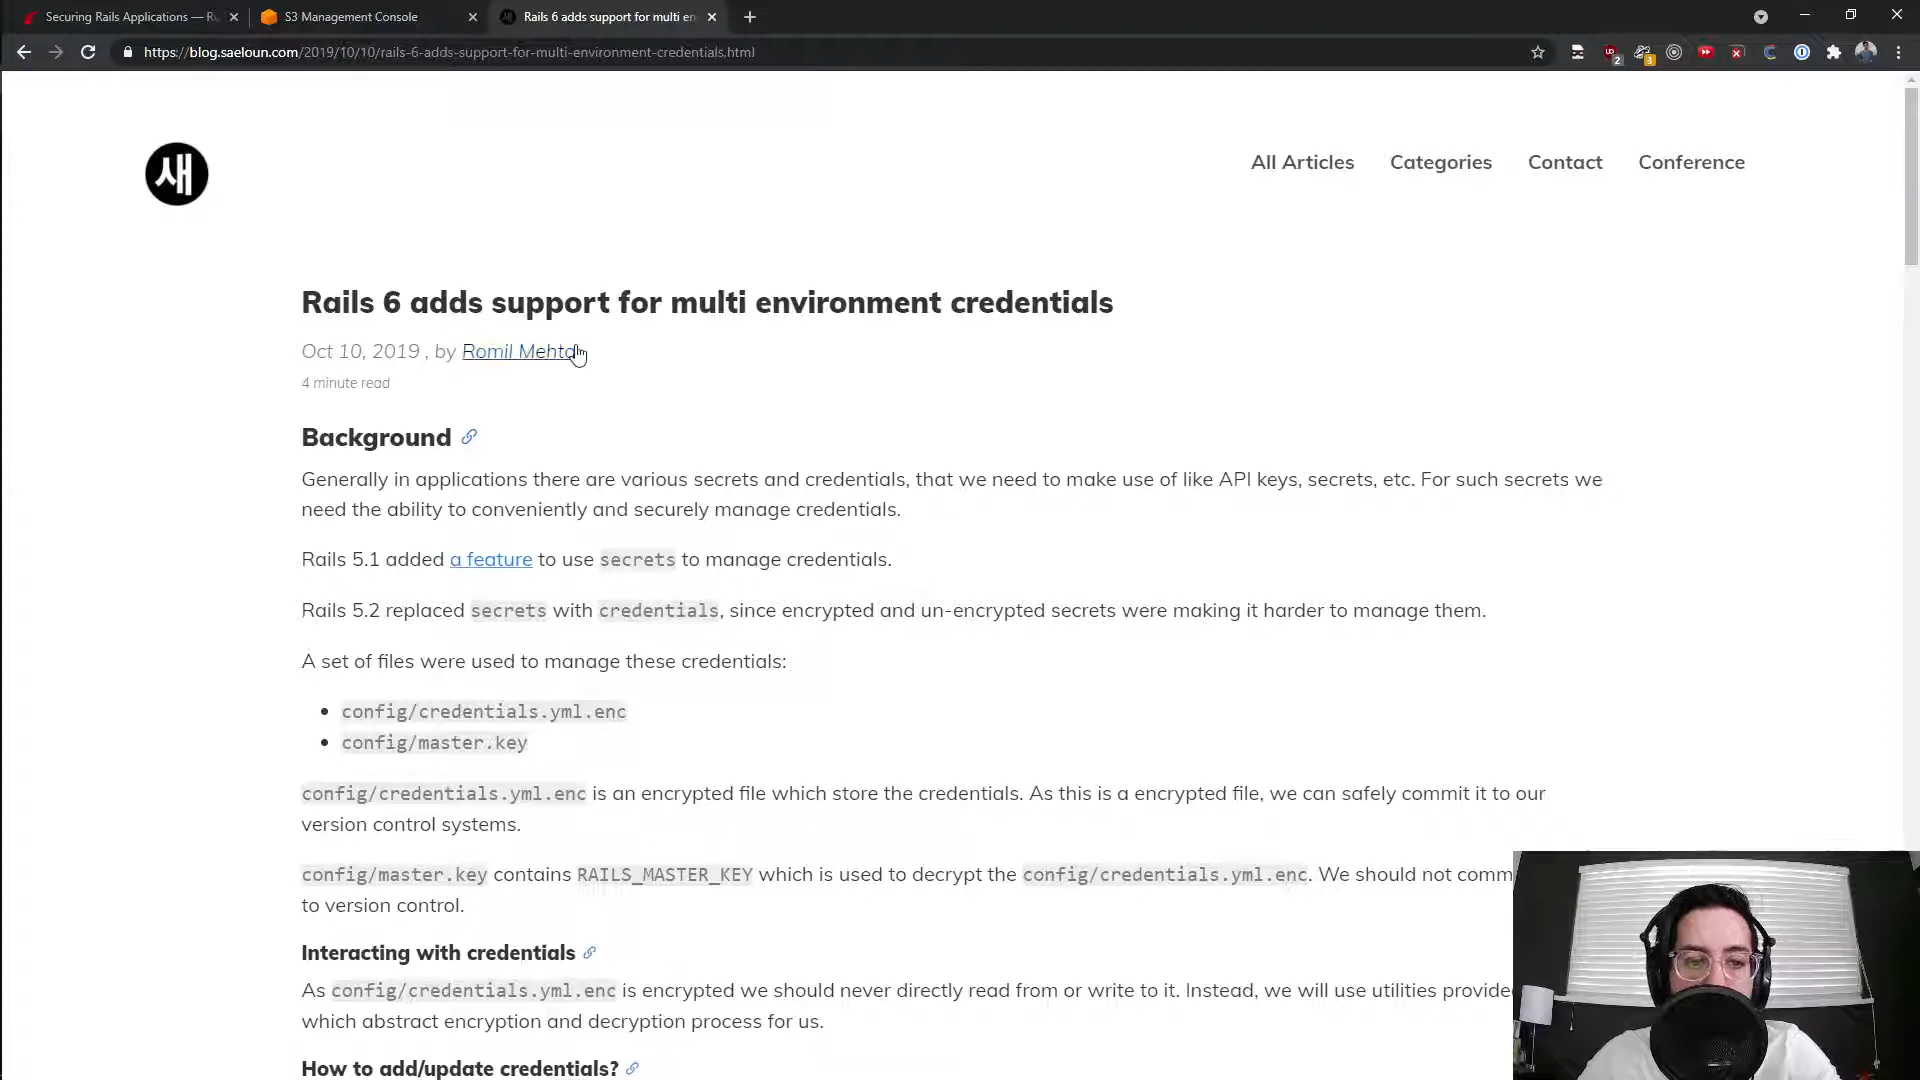 Securing Rails Applications — Ru
S3 Management Console
Rails 6 adds support for multi en
https://blog.saeloun.com/2019/10/10/rails-6-adds-support-for-multi-environment-credentials.html
2
3
새
All Articles
Categories
Contact
Conference
Rails 6 adds support for multi environment credentials
Oct 10, 2019 , by Romil Mehta
4 minute read
Background
Generally in applications there are various secrets and credentials, that we need to make use of like API keys, secrets, etc. For such secrets we
need the ability to conveniently and securely manage credentials.
Rails 5.1 added a feature to use secrets to manage credentials.
Rails 5.2 replaced secrets with credentials, since encrypted and un-encrypted secrets were making it harder to manage them.
A set of files were used to manage these credentials:
config/credentials.yml.enc
config/master.key
config/credentials.yml.enc is an encrypted file which store the credentials. As this is a encrypted file, we can safely commit it to our
version control systems.
config/master.key contains RAILS_MASTER_KEY which is used to decrypt the config/credentials.yml.enc. We should not comm
to version control.
Interacting with credentials
As config/credentials.yml.enc is encrypted we should never directly read from or write to it. Instead, we will use utilities provide
which abstract encryption and decryption process for us.
How to add/update credentials?